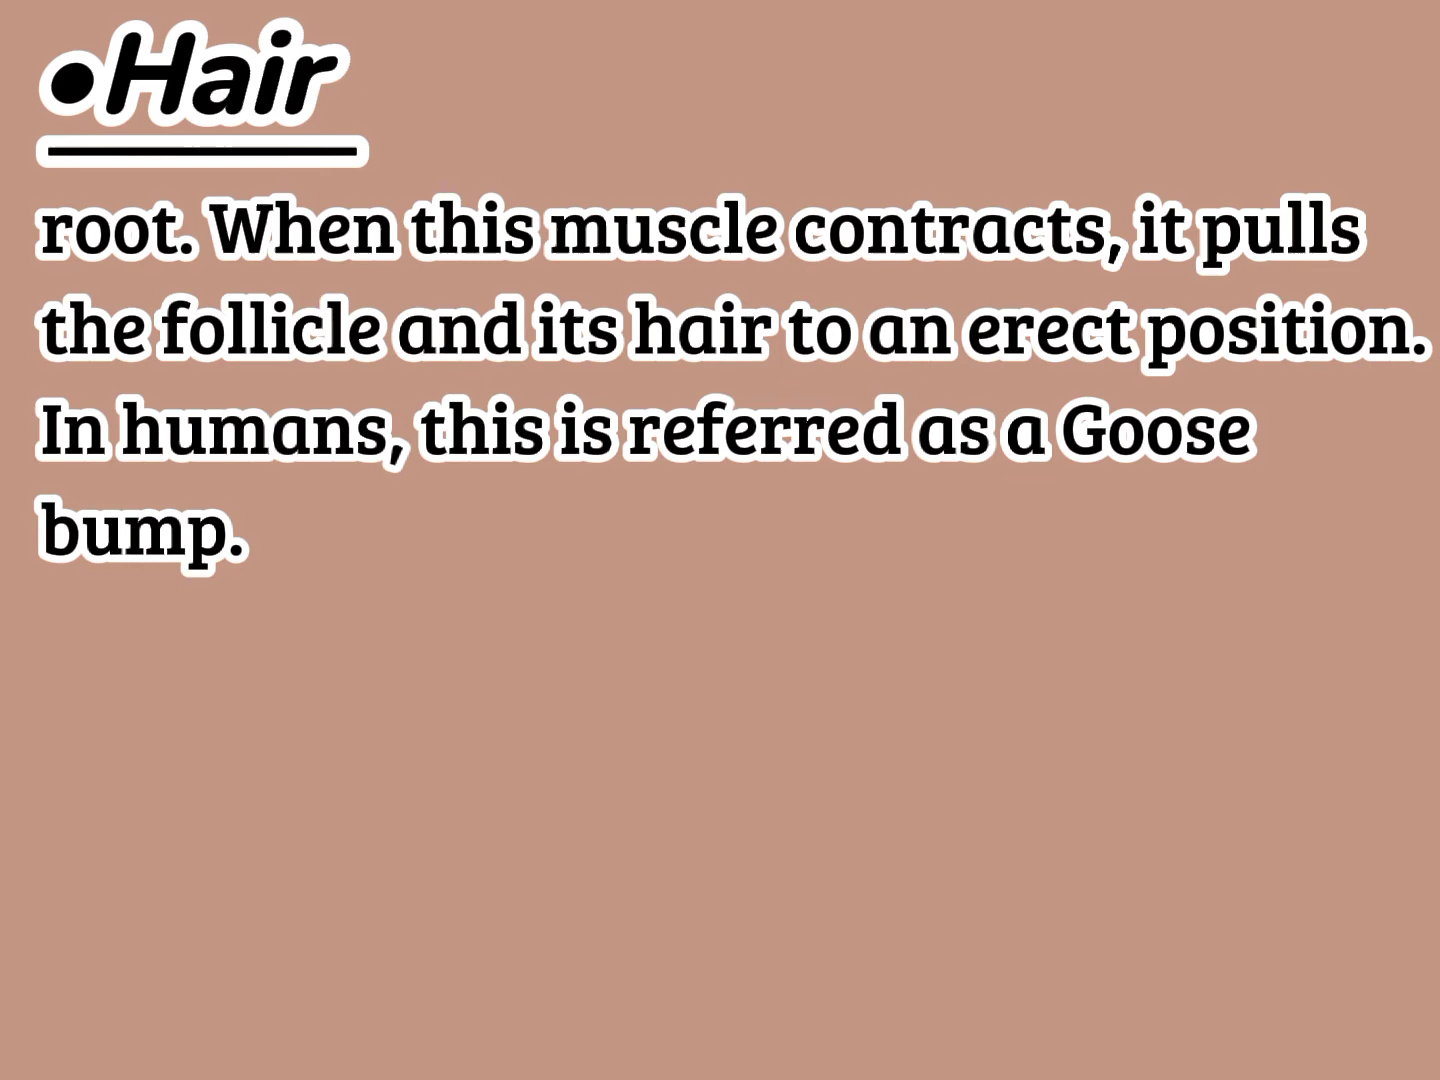 •Hair
root. When this muscle contracts, it pulls
the follicle and its hair to an erect position.
In humans, this is referred as a Goose
bump.